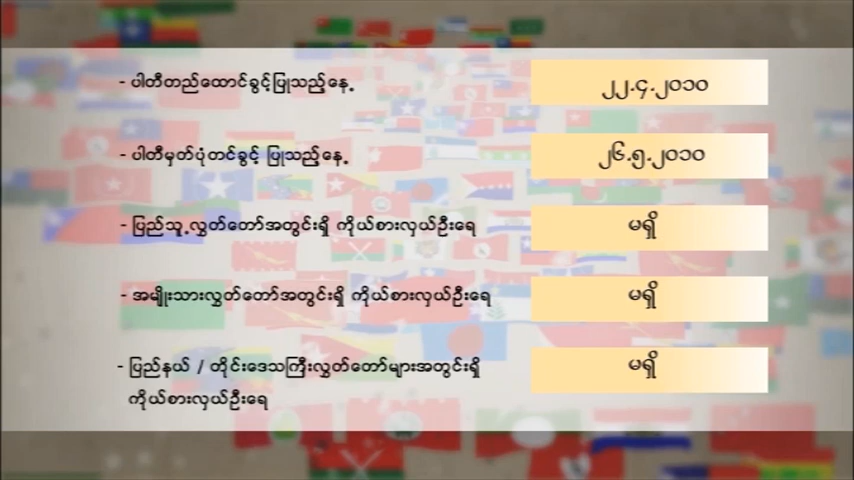 - ပါတီတည်ထောင်ခွင့်ပြုသည့်နေ့ ၂၂.၄.၂၀၁၀
- ပါတီမှတ်ပုံတင်ခွင့် ပြုသည့်နေ့ ၂၆.၅.၂၀၁၀
- ပြည်သူ့လွှတ်တော်အတွင်းရှိ ကိုယ်စားလှယ်ဦးရေ မရှိ
- အမျိုးသားလွှတ်တော်အတွင်းရှိ ကိုယ်စားလှယ်ဦးရေ မရှိ
- ပြည်နယ် / တိုင်းဒေသကြီးလွှတ်တော်များအတွင်းရှိ မရှိ
ကိုယ်စားလှယ်ဦးရေ